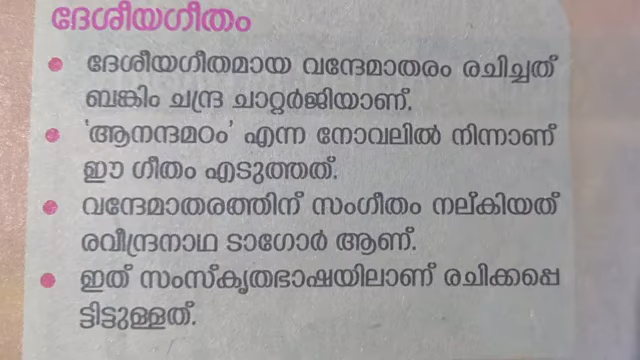 ദേശീയഗീതം
• ദേശീയഗീതമായ വന്ദേമാതരം രചിച്ചത്
ബങ്കിം ചന്ദ്ര ചാറ്റർജിയാണ്.
• 'ആനന്ദമഠം' എന്ന നോവലിൽ നിന്നാണ്
ഈ ഗീതം എടുത്തത്.
• വന്ദേമാതരത്തിന് സംഗീതം നല്കിയത്
രവീന്ദ്രനാഥ ടാഗോർ ആണ്.
• ഇത് സംസ്കൃതഭാഷയിലാണ് രചിക്കപ്പെ
ട്ടിട്ടുള്ളത്.